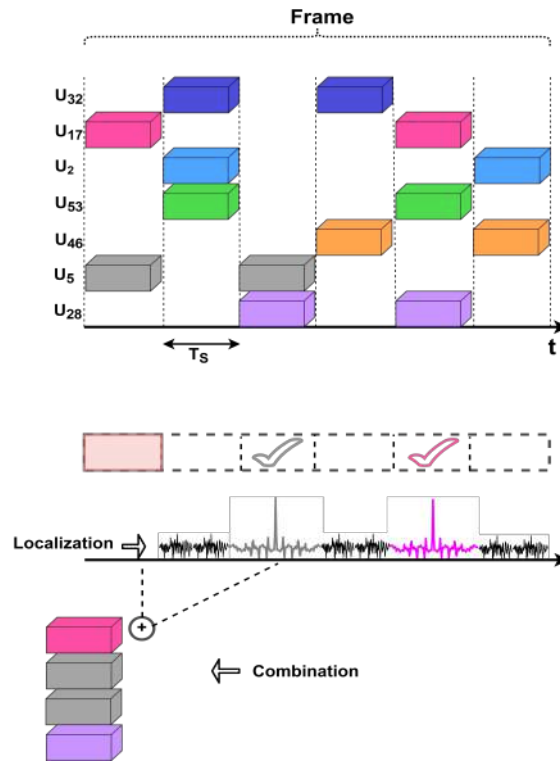 Frame
U32
U17
U2
U53
U46
U5
U28
TS
t
Localization
+
Combination